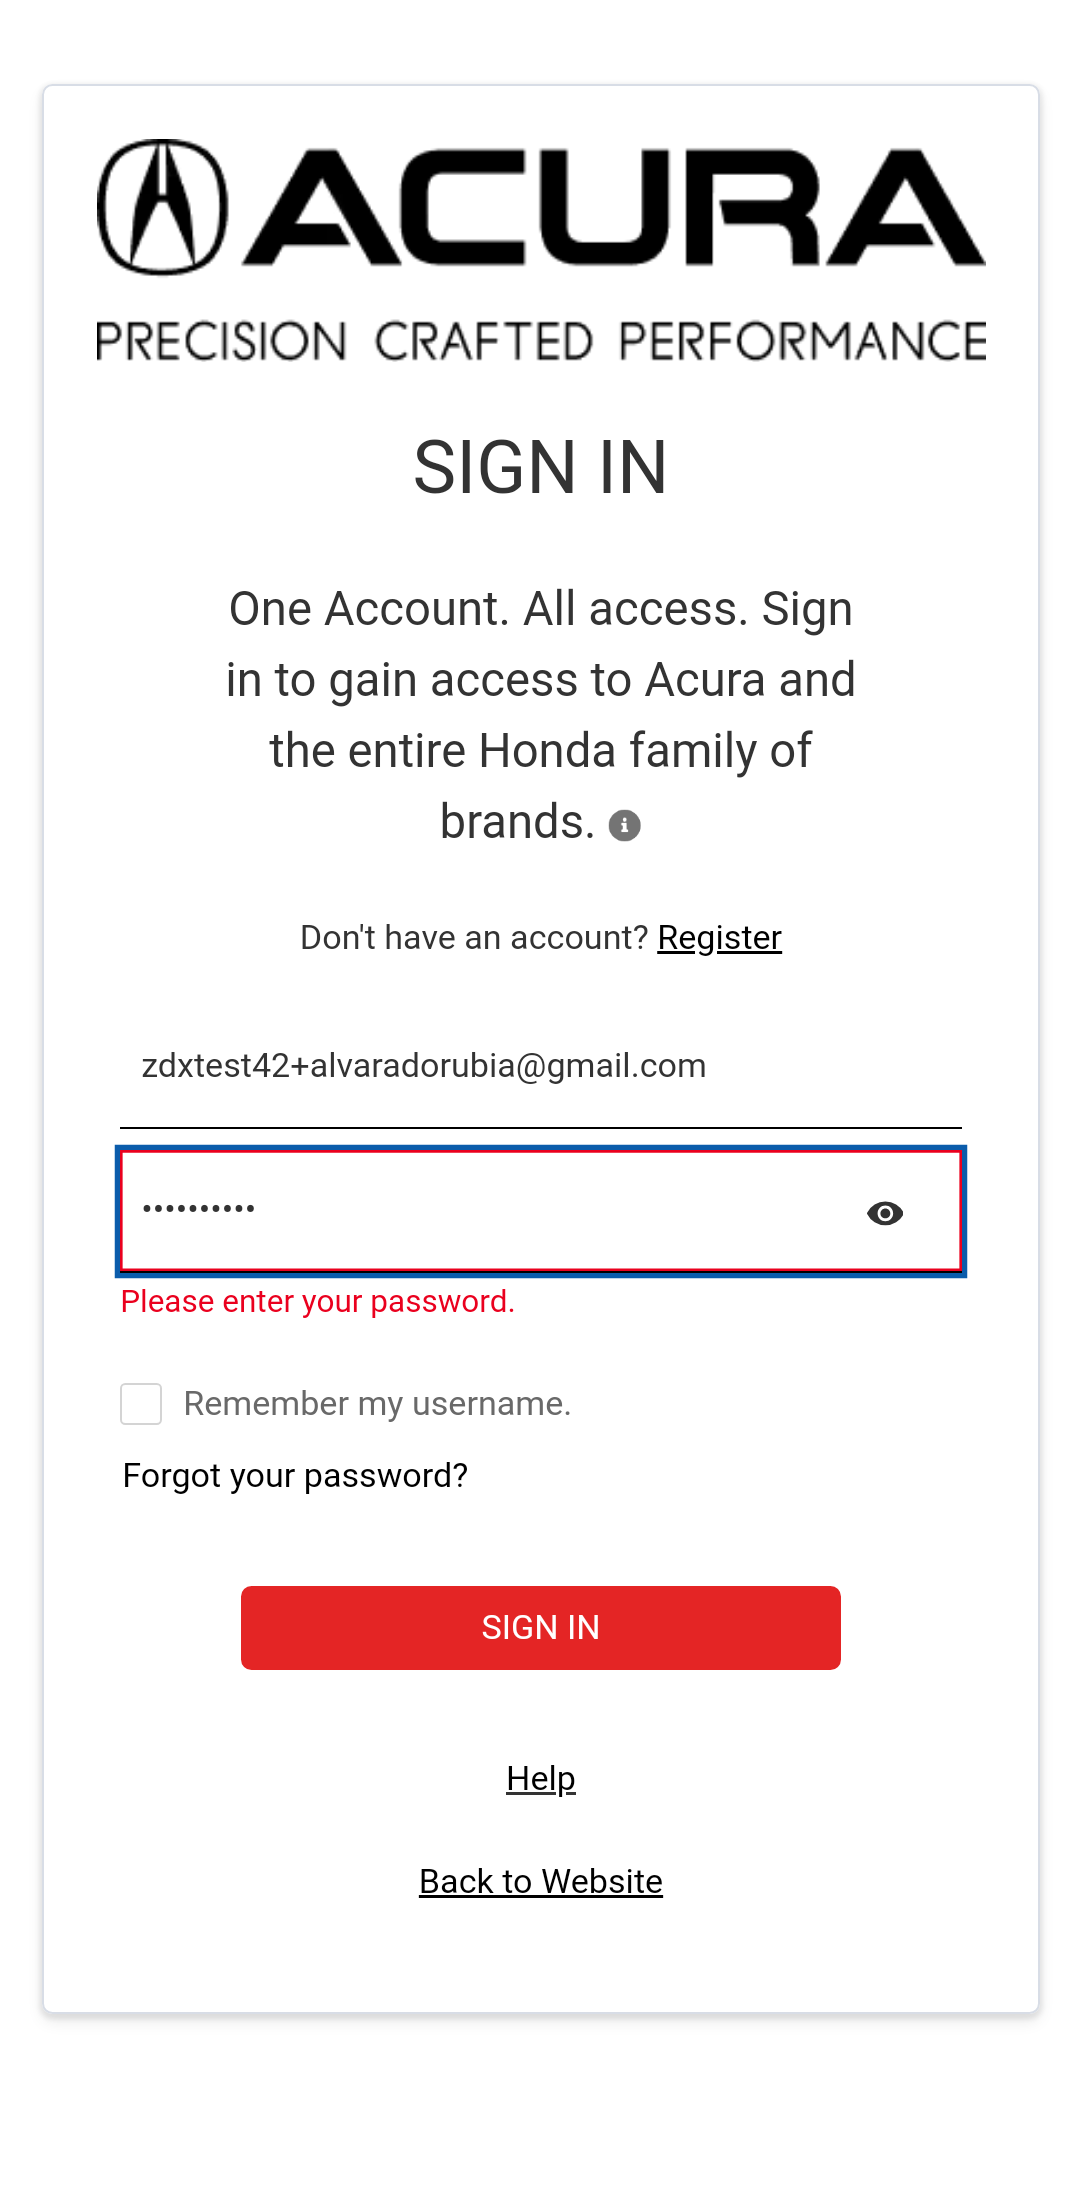 ACURA
PRECISION CRAFTED PERFORMANCE
SIGN IN
One Account. All access. Sign
in to gain access to Acura and
the entire Honda family of
brands.
Don't have an account? Register
zdxtest42+alvaradorubia@gmail.com
••••••••••
Please enter your password.
Remember my username.
Forgot your password?
SIGN IN
Help
Back to Website